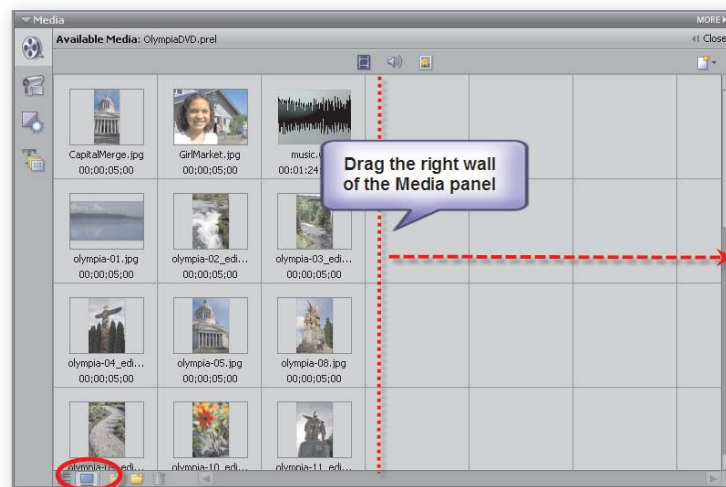 Media
MORE
Available Media: OlympiaDVD.prel
Close
CapitalMerge.jpg
GirlMarket.jpg
00;00;05;00
00;00;05;00
Drag the right wall
of the Media panel
olympia-01.jpg
olympia-02_edi...
olympia-03_edi...
00;00;05;00
00;00;05;00
00;00;05;00
olympia-04_edi...
olympia-05.jpg
olympia-08.jpg
00;00;05;00
00;00;05;00
00;00;05;00
olympia-10_edi...
olympia-11_edi...